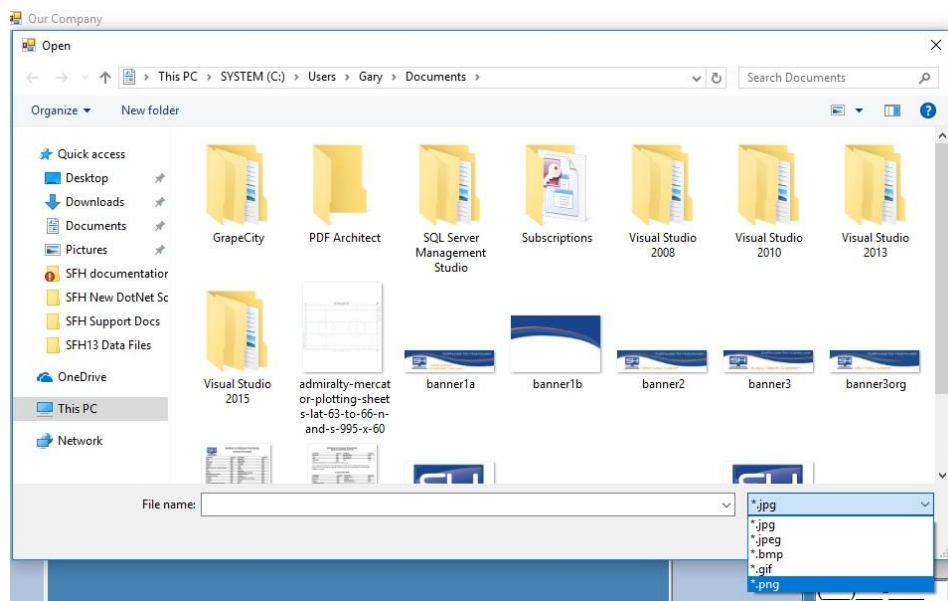 Our Company
Open
This PC > SYSTEM (C:) > Users > Gary > Documents >
Search Documents
Organize
New folder
Quick access
Desktop
Downloads
Documents
Pictures
SFH documentation
SFH New DotNet Sc
SFH Support Docs
SFH13 Data Files
OneDrive
This PC
Network
GrapeCity
PDF Architect
SQL Server
Management
Studio
Subscriptions
Visual Studio
2008
Visual Studio
2010
Visual Studio
2013
Visual Studio
2015
admiralty-mercat
or-plotting-sheet
s-lat-63-to-66-n-
and-s-995-x-60
banner1a
banner1b
banner2
banner3
banner3org
File name:
*.jpg
*.jpg
*.jpeg
*.bmp
*.gif
*.png